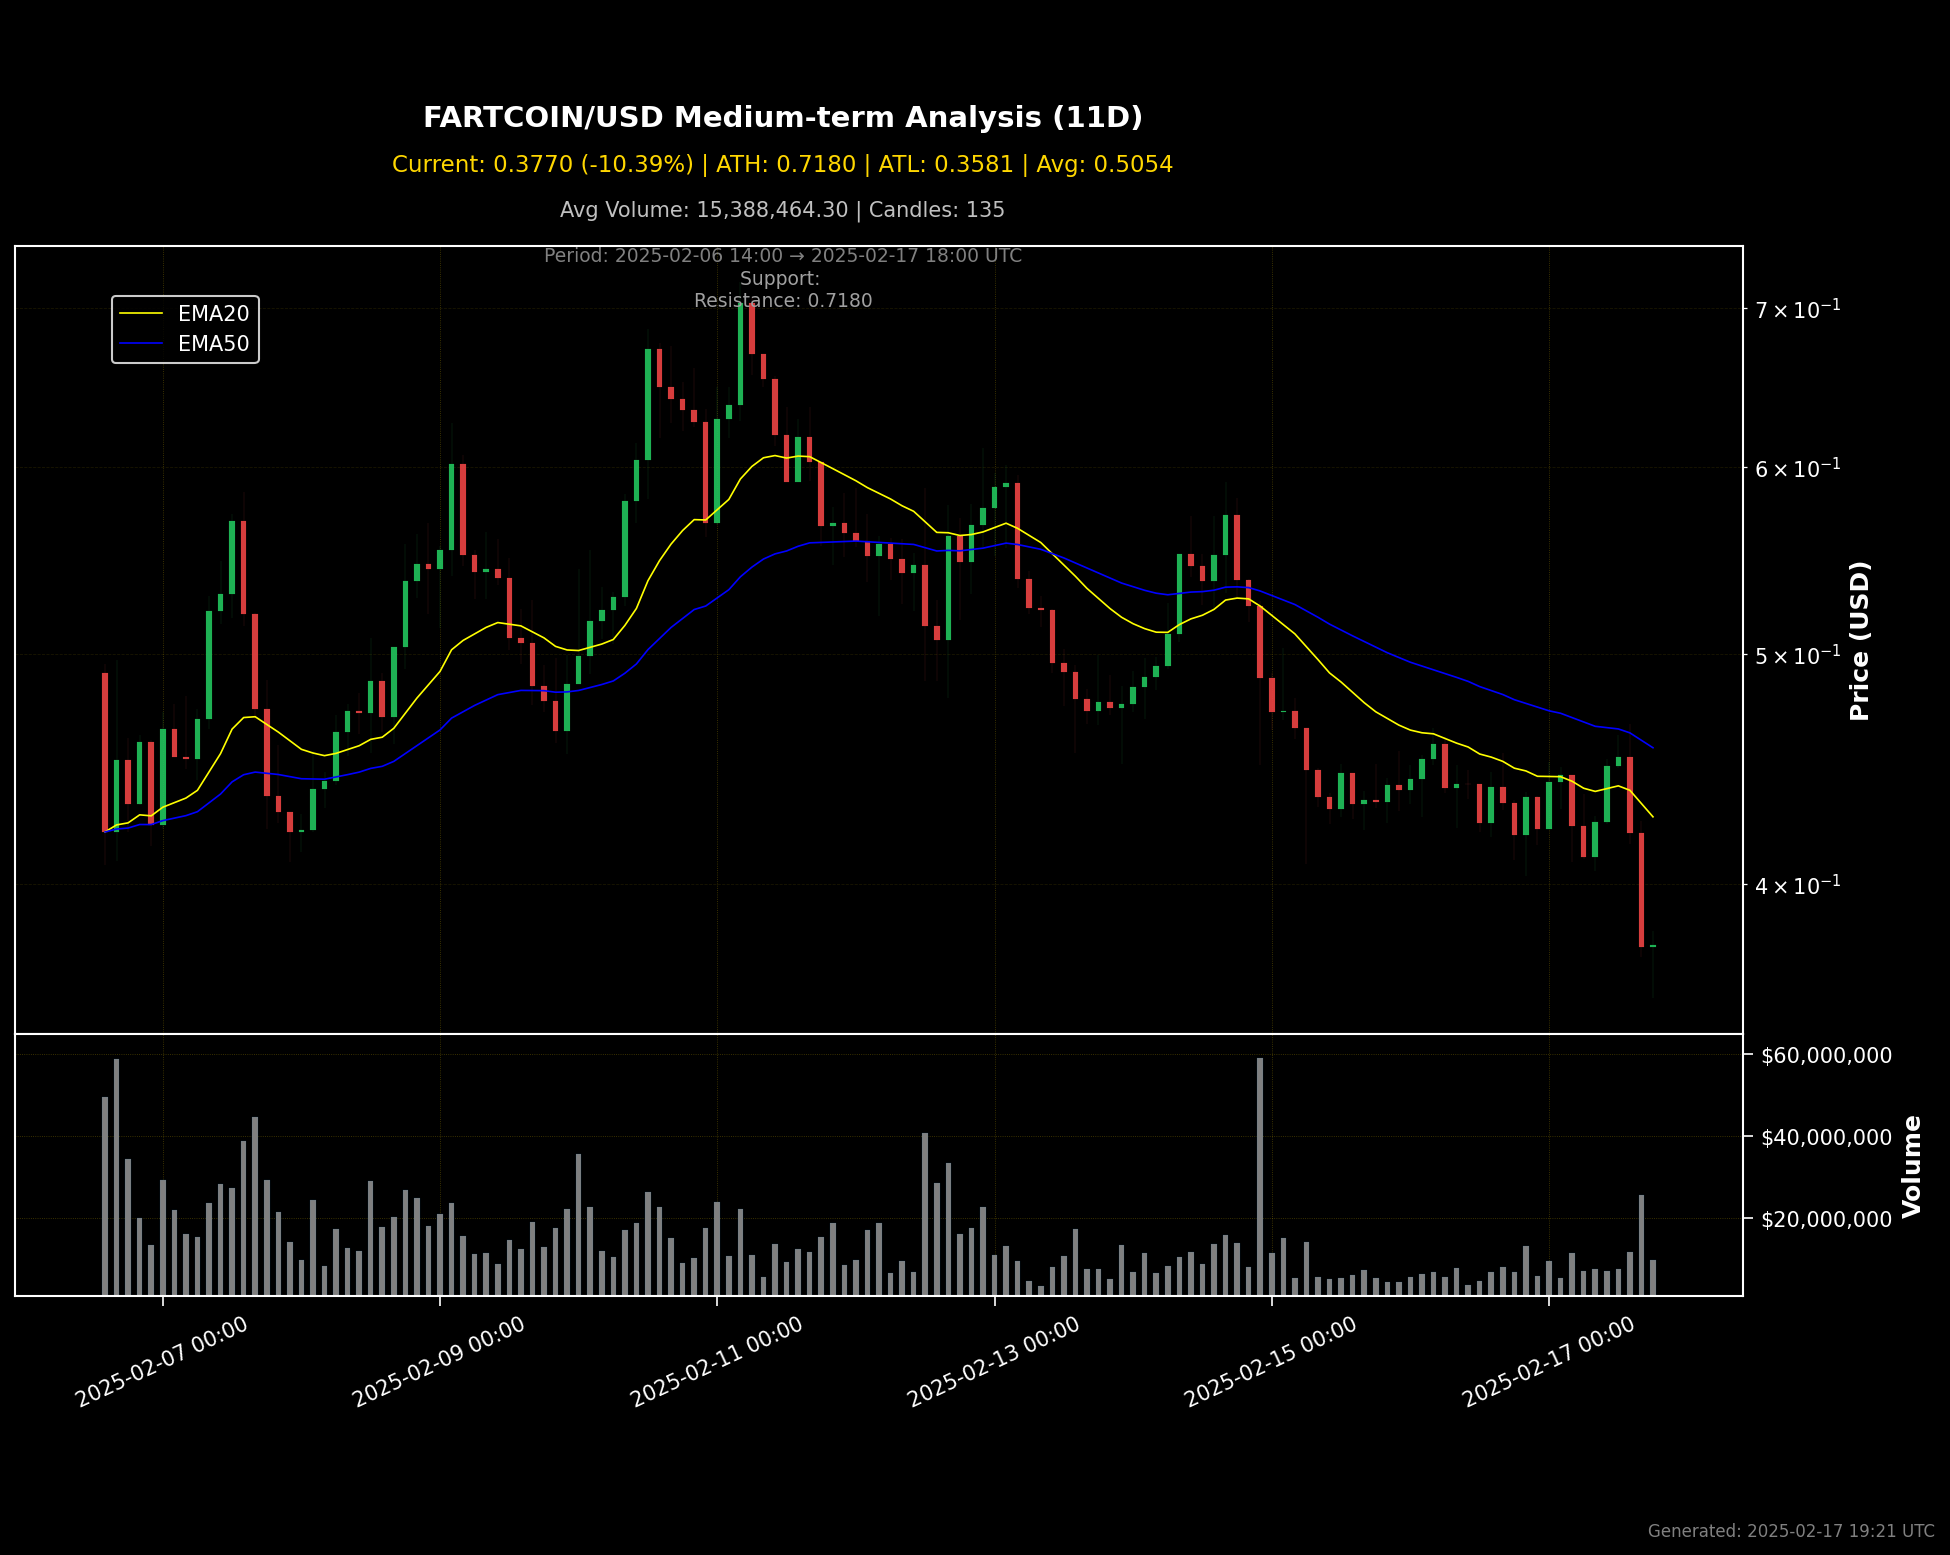 FARTCOIN/USD Medium-term Analysis (11D)
Current: 0.3770 (-10.39%) | ATH: 0.7180 | ATL: 0.3581 | Avg: 0.5054
Avg Volume: 15,388,464.30 | Candles: 135
Period: 2025-02-06 14:00 → 2025-02-17 18:00 UTC
Support:
Resistance: 0.7180
EMA20
EMA50
7 × 10⁻¹
6 × 10⁻¹
5 × 10⁻¹
4 × 10⁻¹
Price (USD)
$60,000,000
$40,000,000
$20,000,000
Volume
2025-02-07 00:00
2025-02-09 00:00
2025-02-11 00:00
2025-02-13 00:00
2025-02-15 00:00
2025-02-17 00:00
Generated: 2025-02-17 19:21 UTC